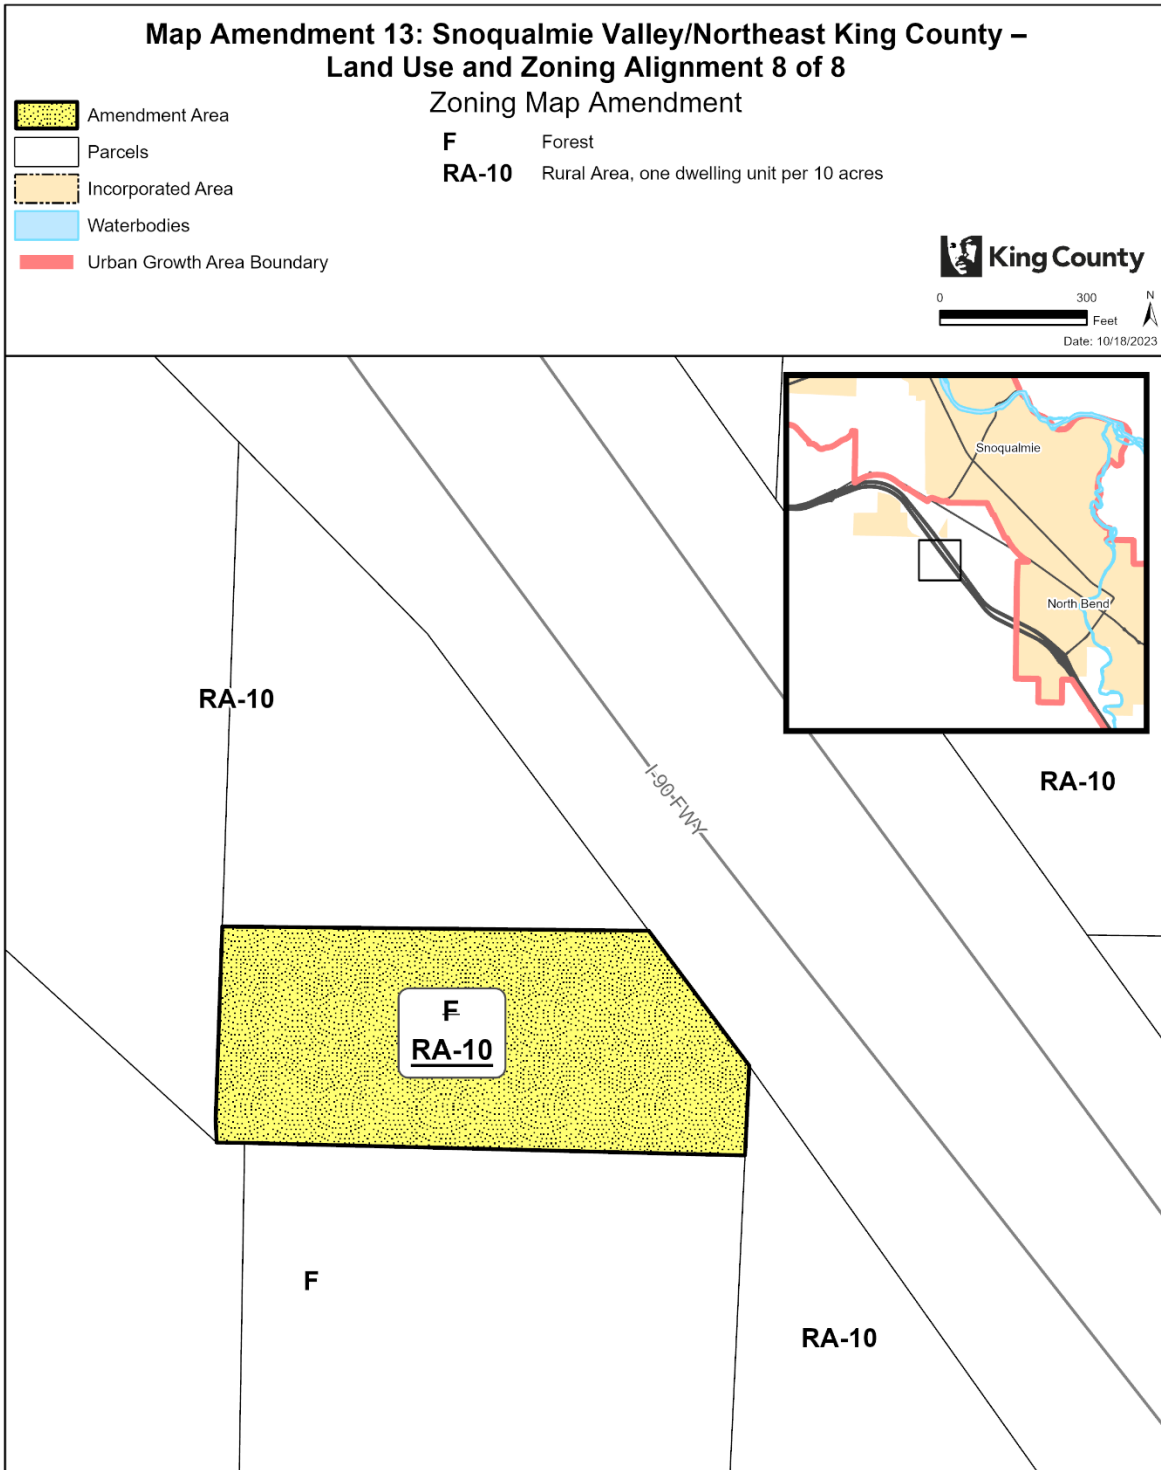 Map Amendment 13: Snoqualmie Valley/Northeast King County –
Land Use and Zoning Alignment 8 of 8
Zoning Map Amendment
Amendment Area
Parcels
Incorporated Area
Waterbodies
Urban Growth Area Boundary
F Forest
RA-10 Rural Area, one dwelling unit per 10 acres
King County
0 300
Feet
N
Date: 10/18/2023
Snoqualmie
North Bend
RA-10
I-90-FWY
RA-10
F
RA-10
F
RA-10